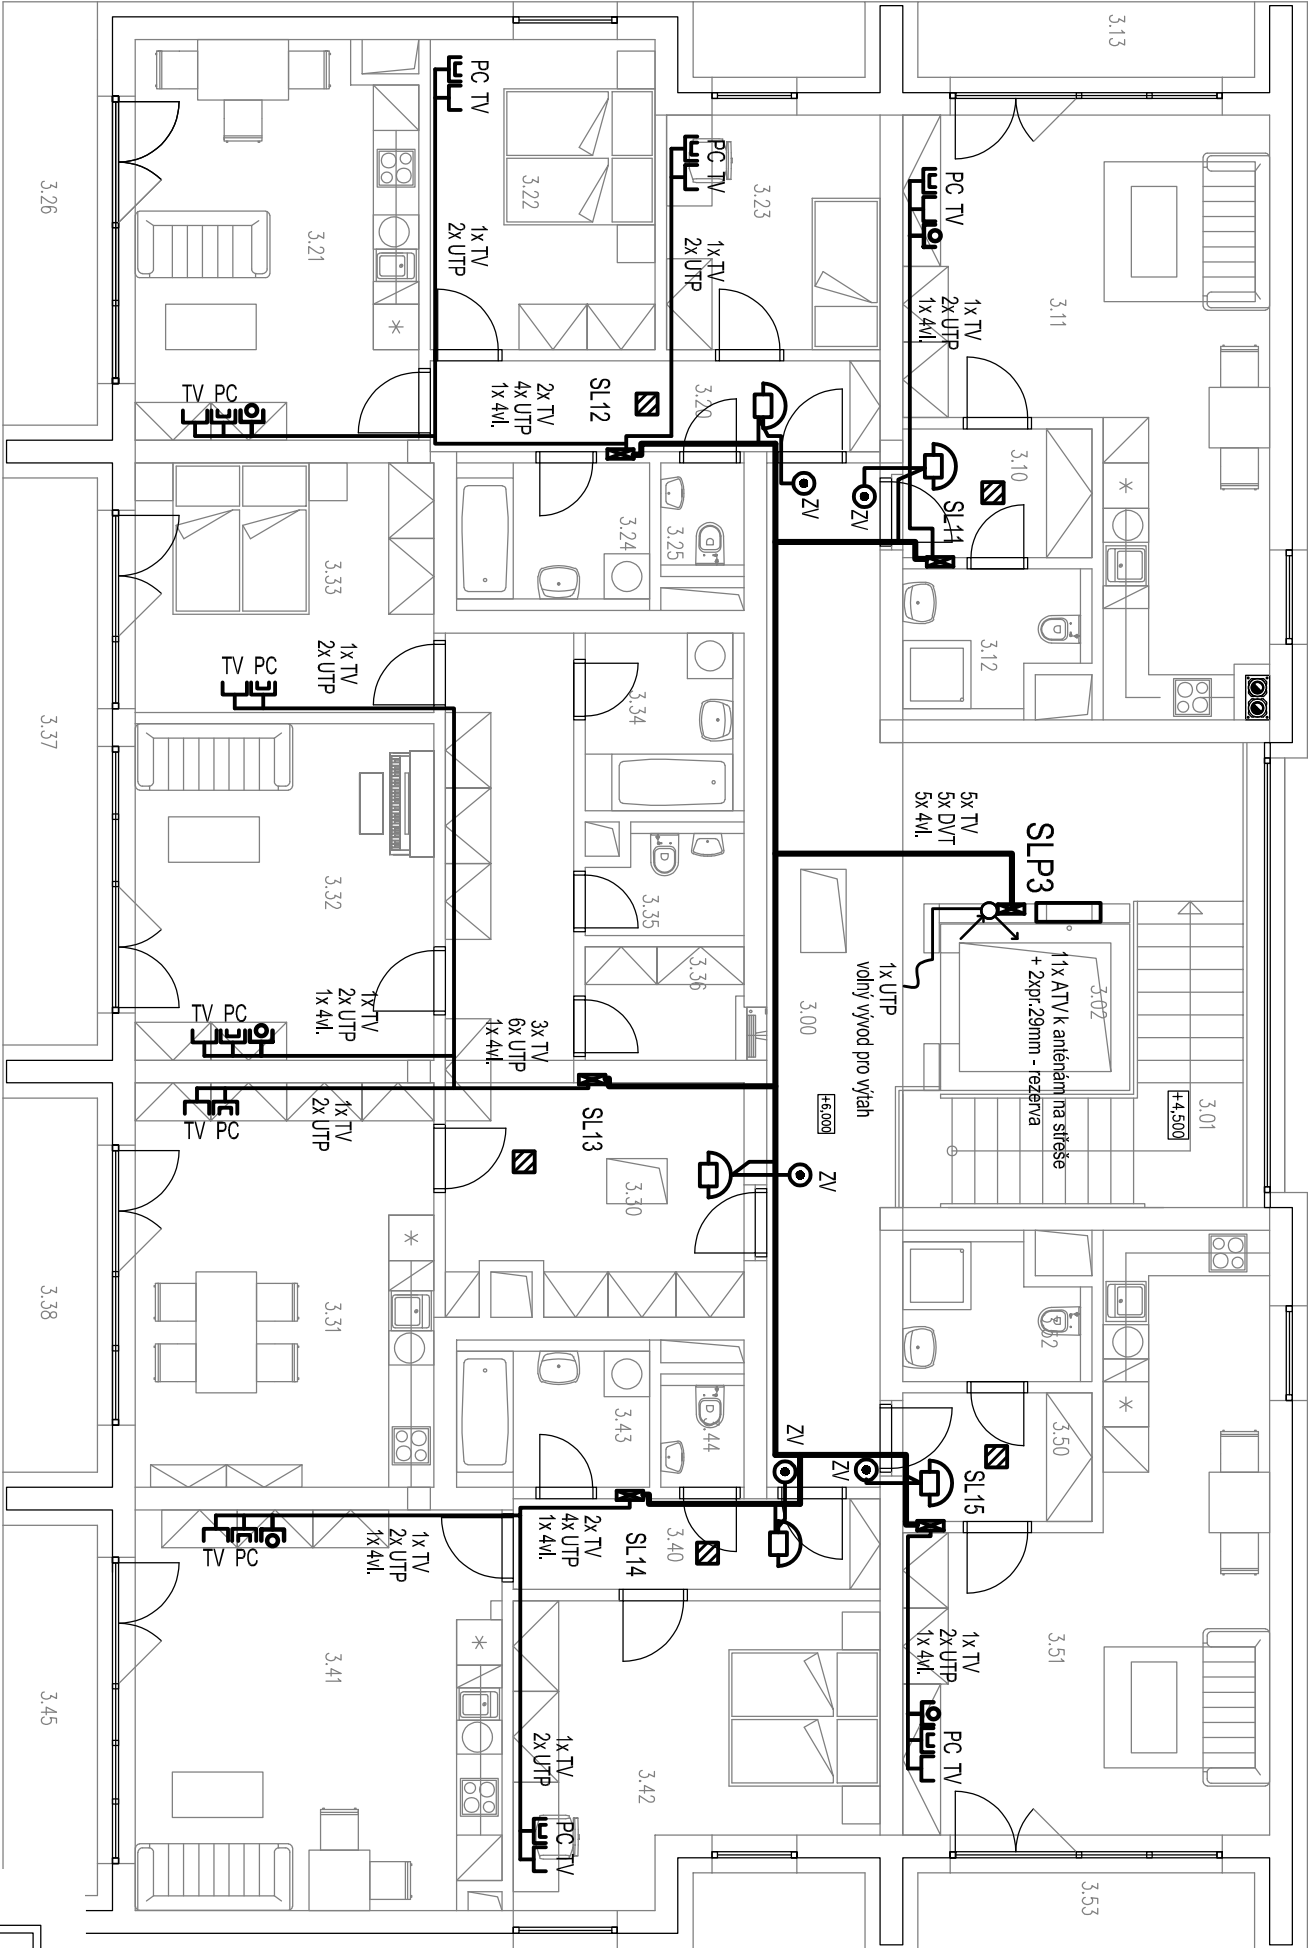 3.13
3.26
3.21
PC TV
3.22
1x TV
2x UTP
PC TV
3.23
1x TV
2x UTP
PC TV
3.11
1x TV
2x UTP
1x 4vl.
TV PC
SL12
2x TV
4x UTP
1x 4vl.
3.20
ZV
ZV
3.10
SL11
3.24
3.25
3.12
3.33
1x TV
2x UTP
TV PC
3.34
3.37
3.32
3.35
3.36
5x TV
5x DVT
5x 4vl.
SLP3
3.02
11x ATV k anténám na střeše
+ 2xpr.29mm - rezerva
1x UTP
volný vývod pro výtah
3.00
+6,000
+4,500
3.01
TV PC
1x TV
2x UTP
1x 4vl.
3x TV
6x UTP
1x 4vl.
SL13
1x TV
2x UTP
TV PC
3.30
ZV
3.38
3.31
3.43
3.44
3.52
ZV
ZV
3.50
SL15
SL14
3.40
2x TV
4x UTP
1x 4vl.
TV PC
1x TV
2x UTP
1x 4vl.
3.45
3.41
1x TV
2x UTP
PC TV
3.42
1x TV
2x UTP
1x 4vl.
PC TV
3.51
3.53